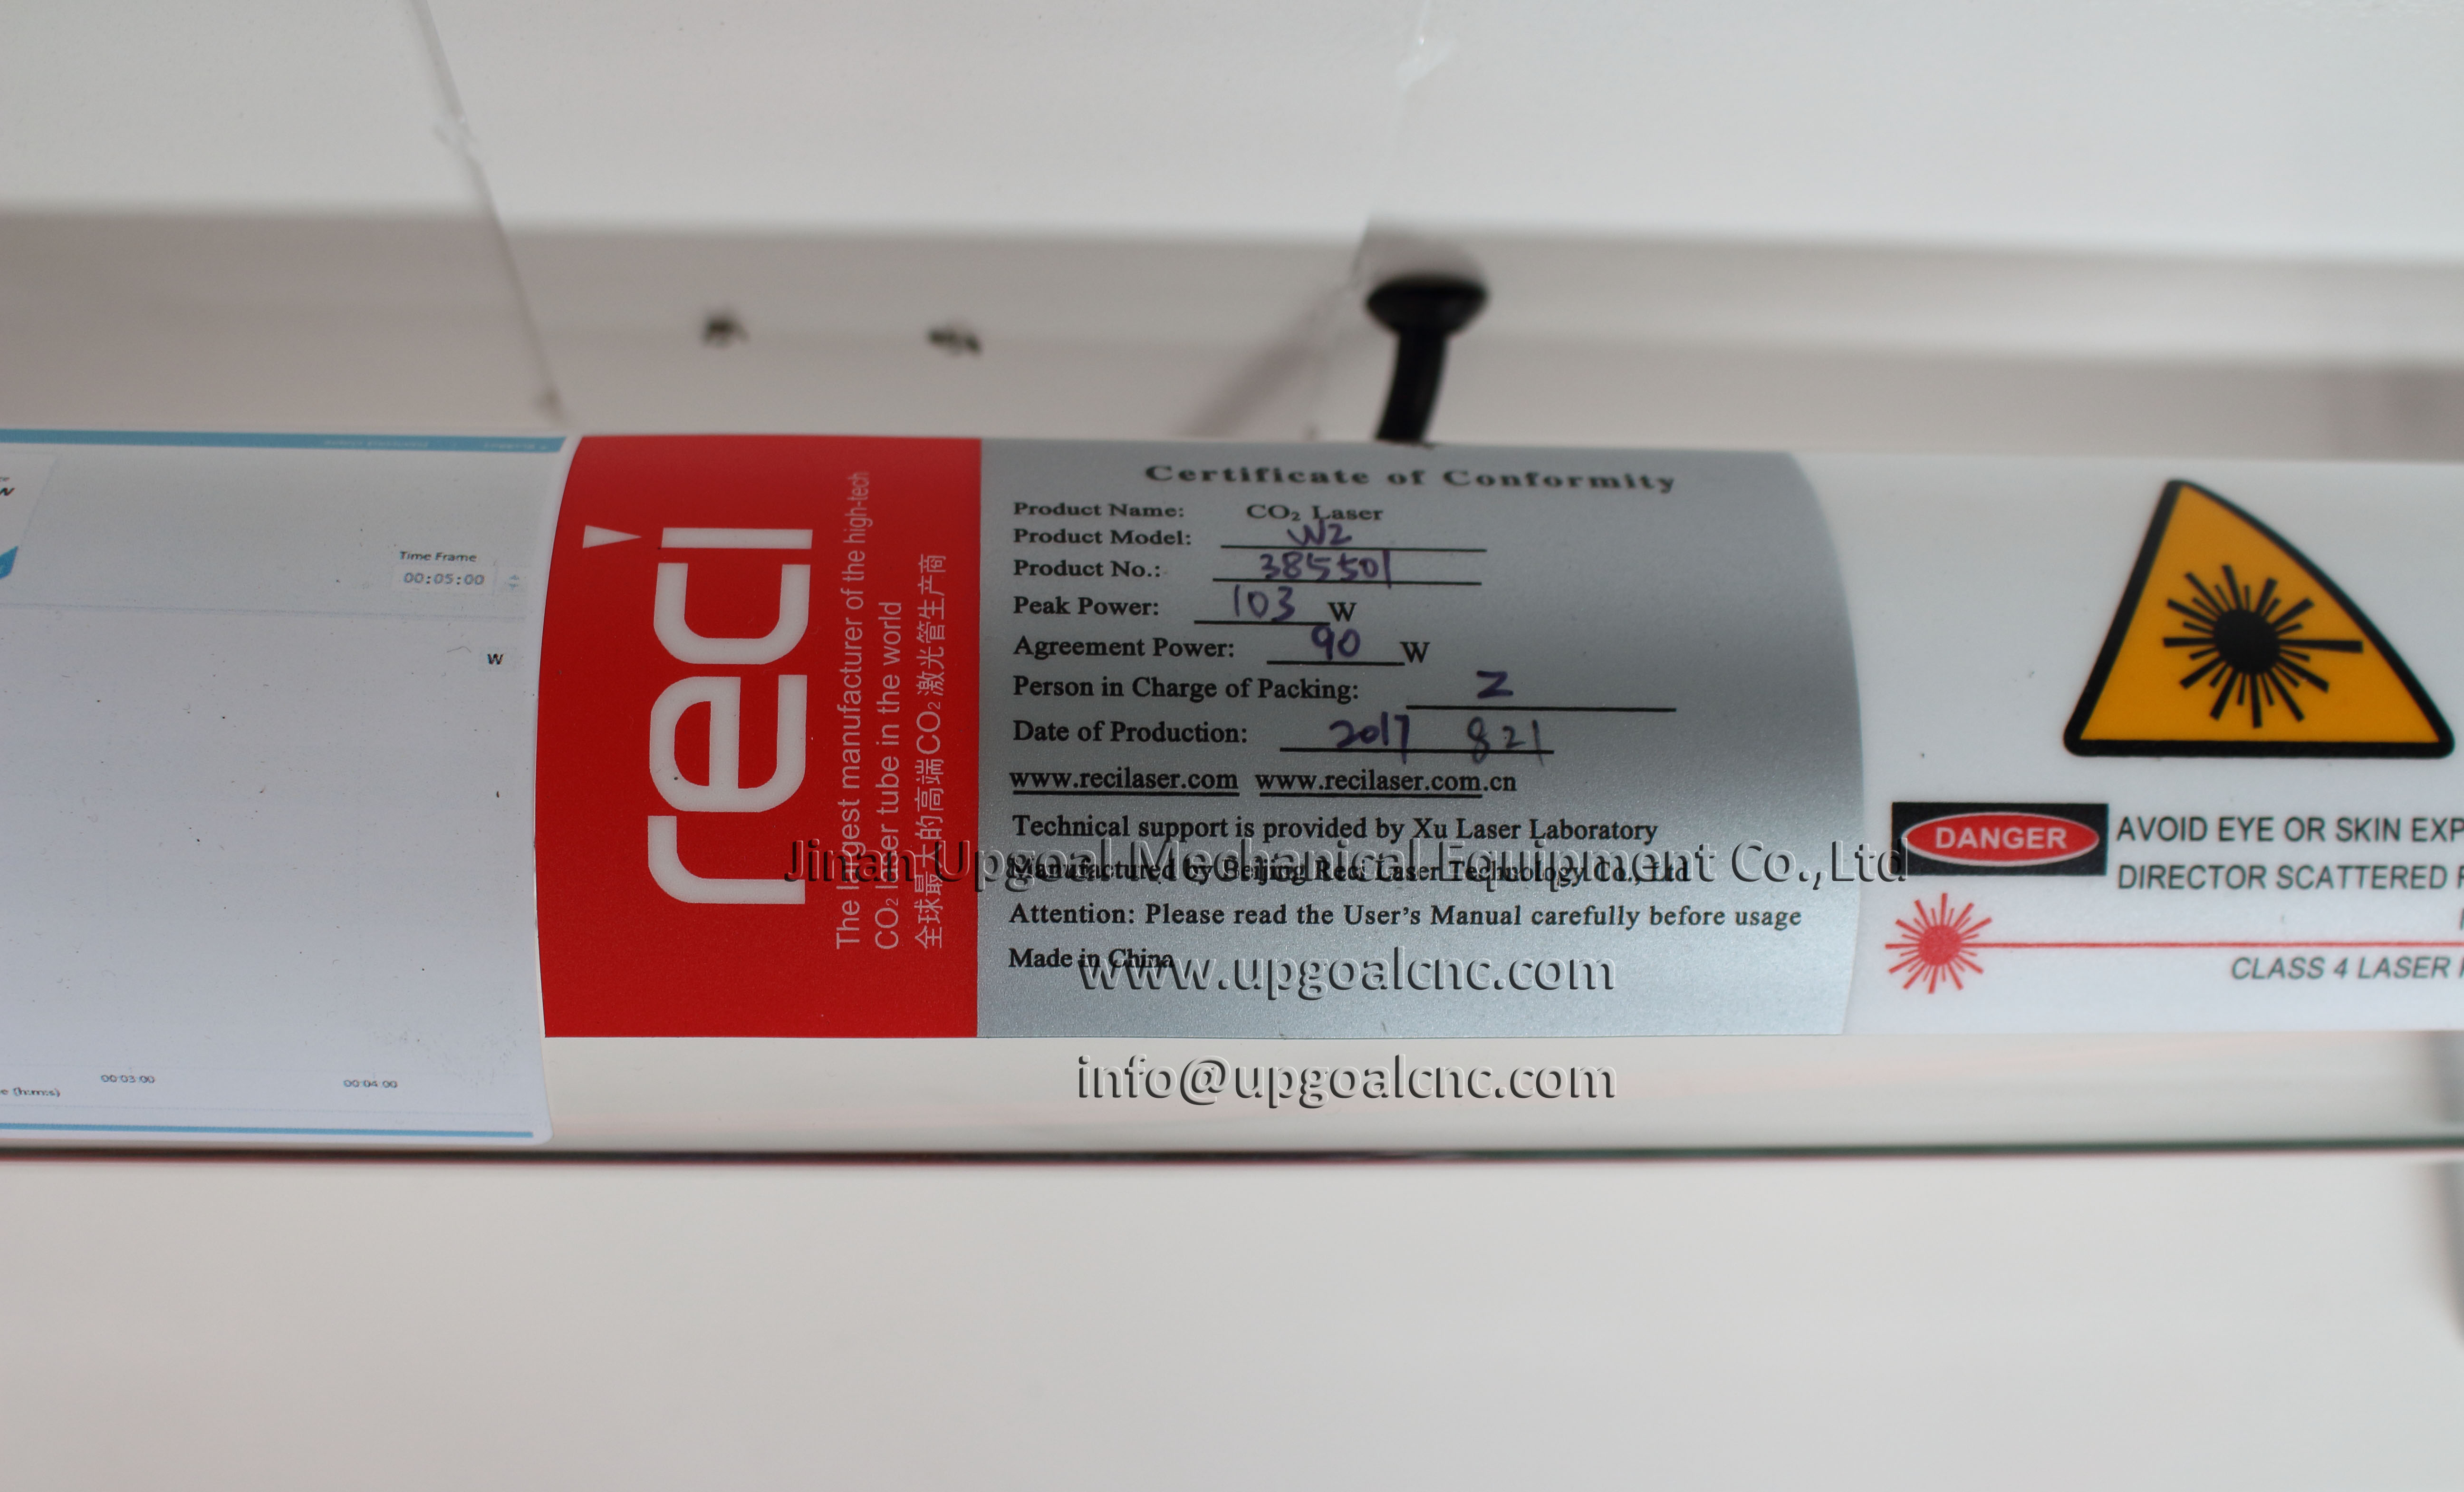 Time Frame
00:05:00
W
00:03:00
00:04:00
reci
The largest manufacturer of the high-tech
CO₂ laser tube in the world
全球最大的高端CO₂激光管生产商
Certificate of Conformity
Product Name: CO₂ Laser
Product Model: W2
Product No.: 385501
Peak Power: 103 W
Agreement Power: 90 W
Person in Charge of Packing: Z
Date of Production: 2017 821
www.recilaser.com www.recilaser.com.cn
Technical support is provided by Xu Laser Laboratory
Manufactured by Beijing Reci Laser Technology Co., Ltd
Attention: Please read the User's Manual carefully before usage
Made in China
DANGER
AVOID EYE OR SKIN EXP
DIRECTOR SCATTERED
CLASS 4 LASER
Jinan Upgoal Mechanical Equipment Co.,Ltd
www.upgoalcnc.com
info@upgoalcnc.com